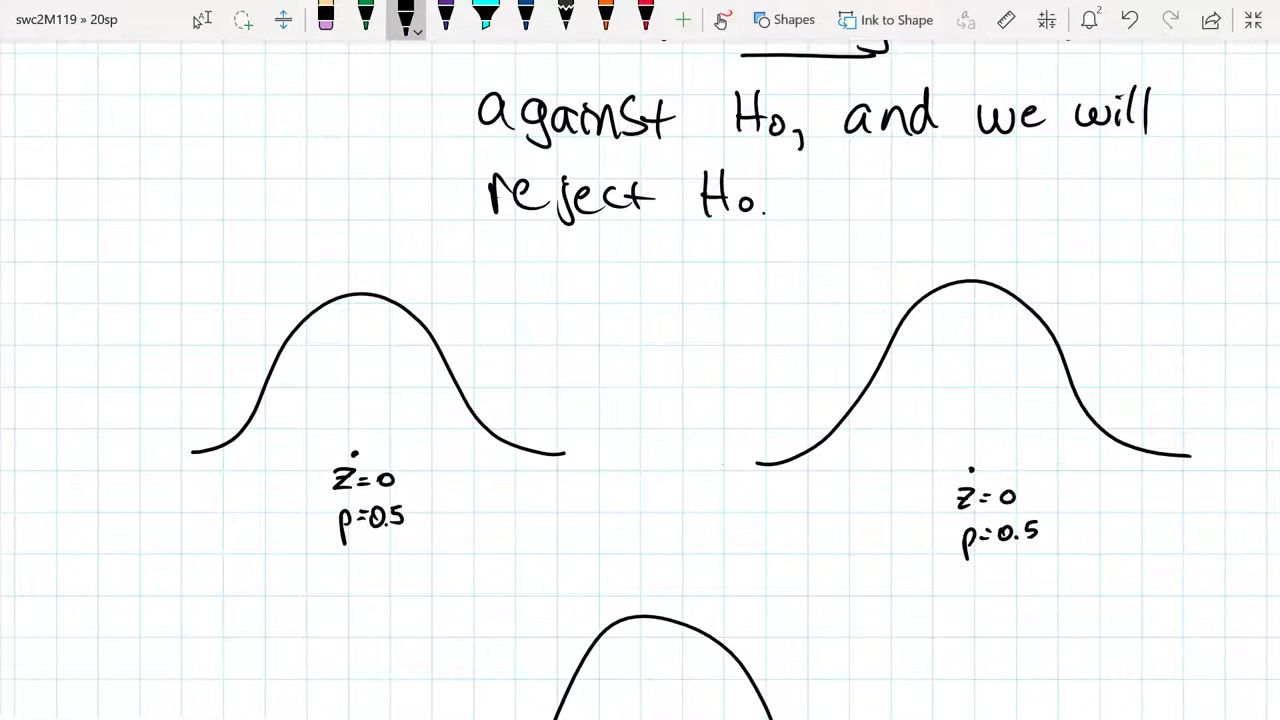 swc2M119 » 20sp
Shapes
Ink to Shape
2
against Ho, and we will
reject Ho.
z=0
p=0.5
z=0
p=0.5